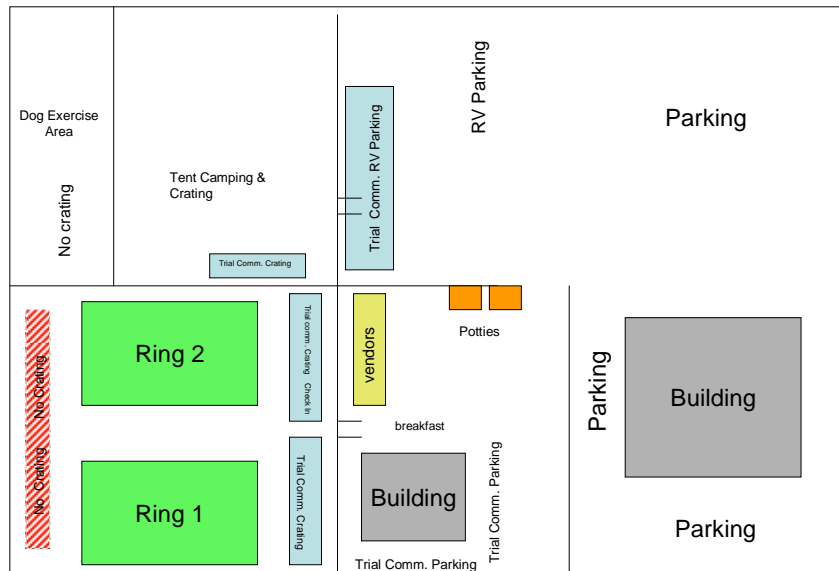 Dog Exercise
Area
No crating
Tent Camping &
Crating
Trial Comm. Crating
Trial Comm. RV Parking
RV Parking
Parking
No Crating
No Crating
Ring 2
Ring 1
Trial comm. Crating Check In
Trial Comm. Crating
vendors
Potties
breakfast
Building
Trial Comm. Parking
Trial Comm. Parking
Parking
Building
Parking